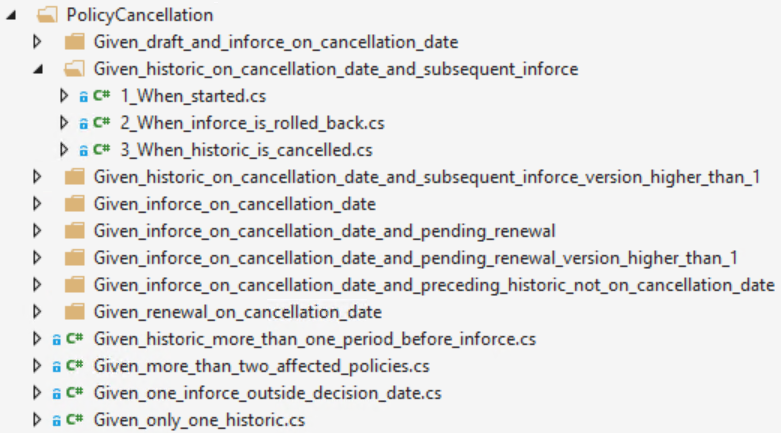 PolicyCancellation
Given_draft_and_inforce_on_cancellation_date
Given_historic_on_cancellation_date_and_subsequent_inforce
C# 1_When_started.cs
C# 2_When_inforce_is_rolled_back.cs
C# 3_When_historic_is_cancelled.cs
Given_historic_on_cancellation_date_and_subsequent_inforce_version_higher_than_1
Given_inforce_on_cancellation_date
Given_inforce_on_cancellation_date_and_pending_renewal
Given_inforce_on_cancellation_date_and_pending_renewal_version_higher_than_1
Given_inforce_on_cancellation_date_and_preceding_historic_not_on_cancellation_date
Given_renewal_on_cancellation_date
C# Given_historic_more_than_one_period_before_inforce.cs
C# Given_more_than_two_affected_policies.cs
C# Given_one_inforce_outside_decision_date.cs
C# Given_only_one_historic.cs